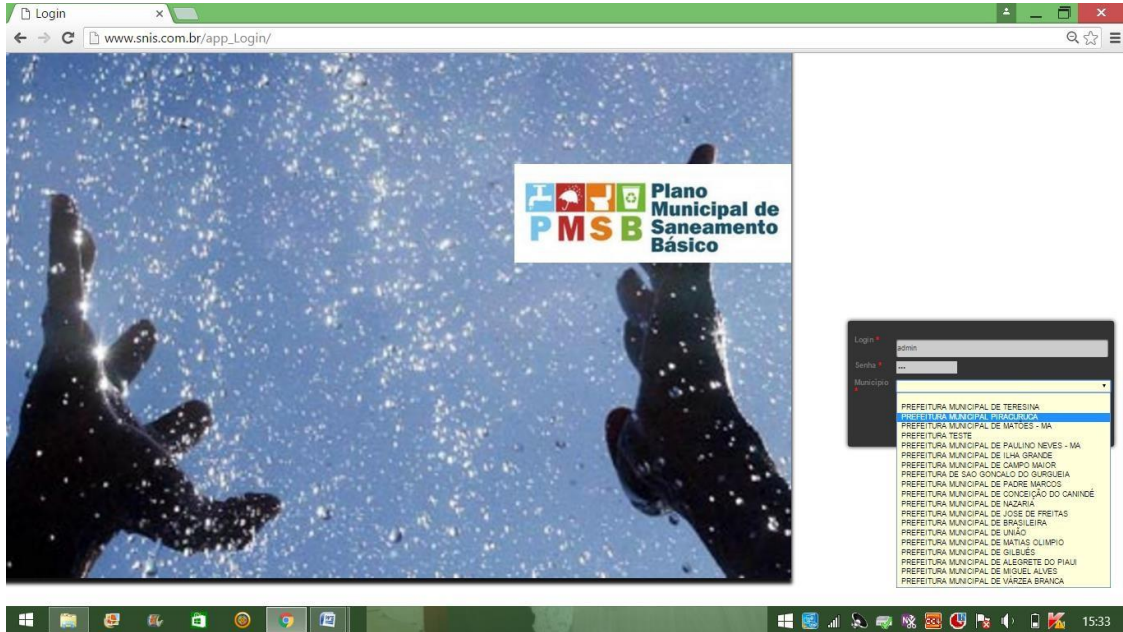 Login
www.snis.com.br/app_Login/
PMSB
Plano
Municipal de
Saneamento
Básico
Login *
admin
Senha *
Município
*
PREFEITURA MUNICIPAL DE TERESINA
PREFEITURA MUNICIPAL PIRACURUCA
PREFEITURA MUNICIPAL DE MATÕES - MA
PREFEITURA TESTE
PREFEITURA MUNICIPAL DE PAULINO NEVES - MA
PREFEITURA MUNICIPAL DE ILHA GRANDE
PREFEITURA MUNICIPAL DE CAMPO MAIOR
PREFEITURA DE SAO GONCALO DO GURGUEIA
PREFEITURA MUNICIPAL DE PADRE MARCOS
PREFEITURA MUNICIPAL DE CONCEIÇÃO DO CANINDÉ
PREFEITURA MUNICIPAL DE NAZARIA
PREFEITURA MUNICIPAL DE JOSE DE FREITAS
PREFEITURA MUNICIPAL DE BRASILEIRA
PREFEITURA MUNICIPAL DE UNIÃO
PREFEITURA MUNICIPAL DE MATIAS OLIMPIO
PREFEITURA MUNICIPAL DE GILBUÉS
PREFEITURA MUNICIPAL DE ALEGRETE DO PIAUI
PREFEITURA MUNICIPAL DE MIGUEL ALVES
PREFEITURA MUNICIPAL DE VÁRZEA BRANCA
15:33